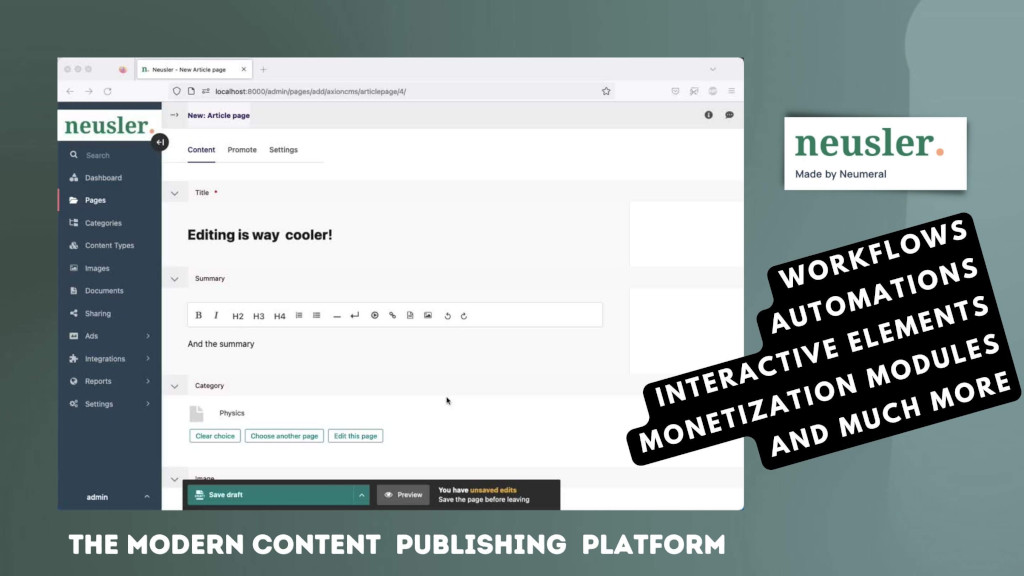 n. Neusler - New Article page
localhost:8000/admin/pages/add/axioncms/articlepage/4/
neusler.
New: Article page
Search
Dashboard
Pages
Categories
Content Types
Images
Documents
Sharing
Ads
Integrations
Reports
Settings
admin
Content Promote Settings
Title *
Editing is way cooler!
Summary
B I H2 H3 H4
And the summary
Category
Physics
Clear choice Choose another page Edit this page
Image
Save draft
Preview
You have unsaved edits
Save the page before leaving
neusler.
Made by Neumeral
WORKFLOWS
AUTOMATIONS
INTERACTIVE ELEMENTS
MONETIZATION MODULES
AND MUCH MORE
THE MODERN CONTENT PUBLISHING PLATFORM